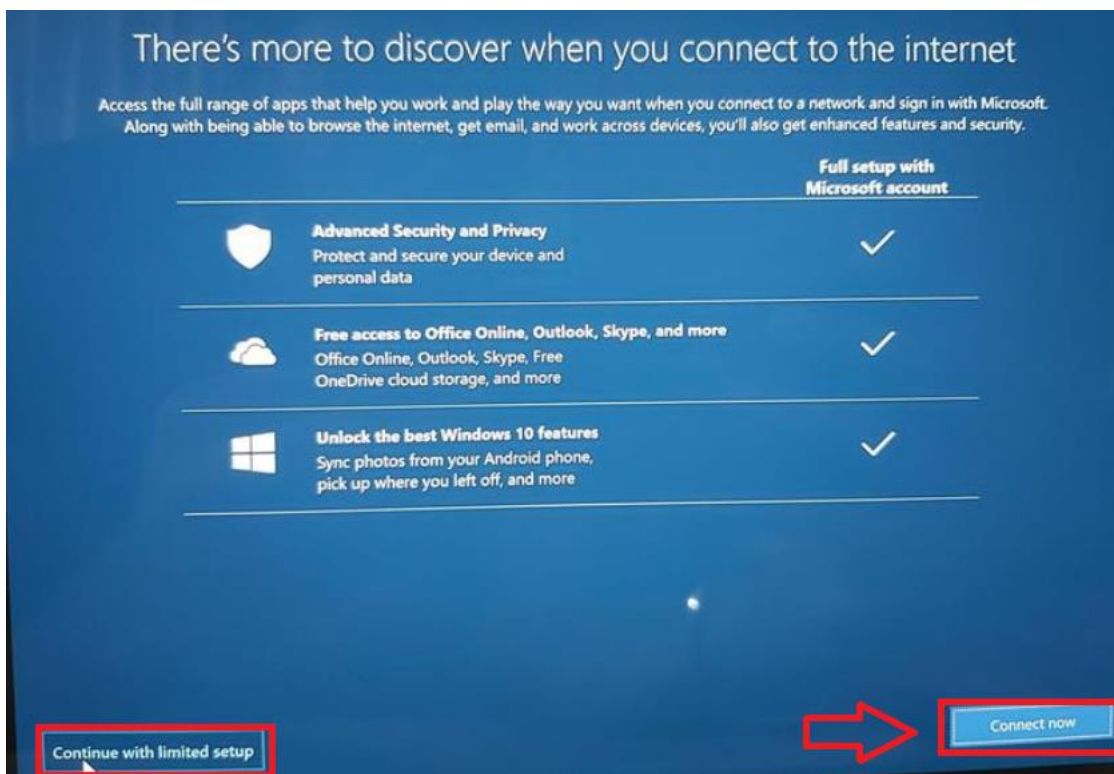 There's more to discover when you connect to the internet
Access the full range of apps that help you work and play the way you want when you connect to a network and sign in with Microsoft.
Along with being able to browse the internet, get email, and work across devices, you'll also get enhanced features and security.
Full setup with
Microsoft account
Advanced Security and Privacy
Protect and secure your device and
personal data
Free access to Office Online, Outlook, Skype, and more
Office Online, Outlook, Skype, Free
OneDrive cloud storage, and more
Unlock the best Windows 10 features
Sync photos from your Android phone,
pick up where you left off, and more
Continue with limited setup
Connect now